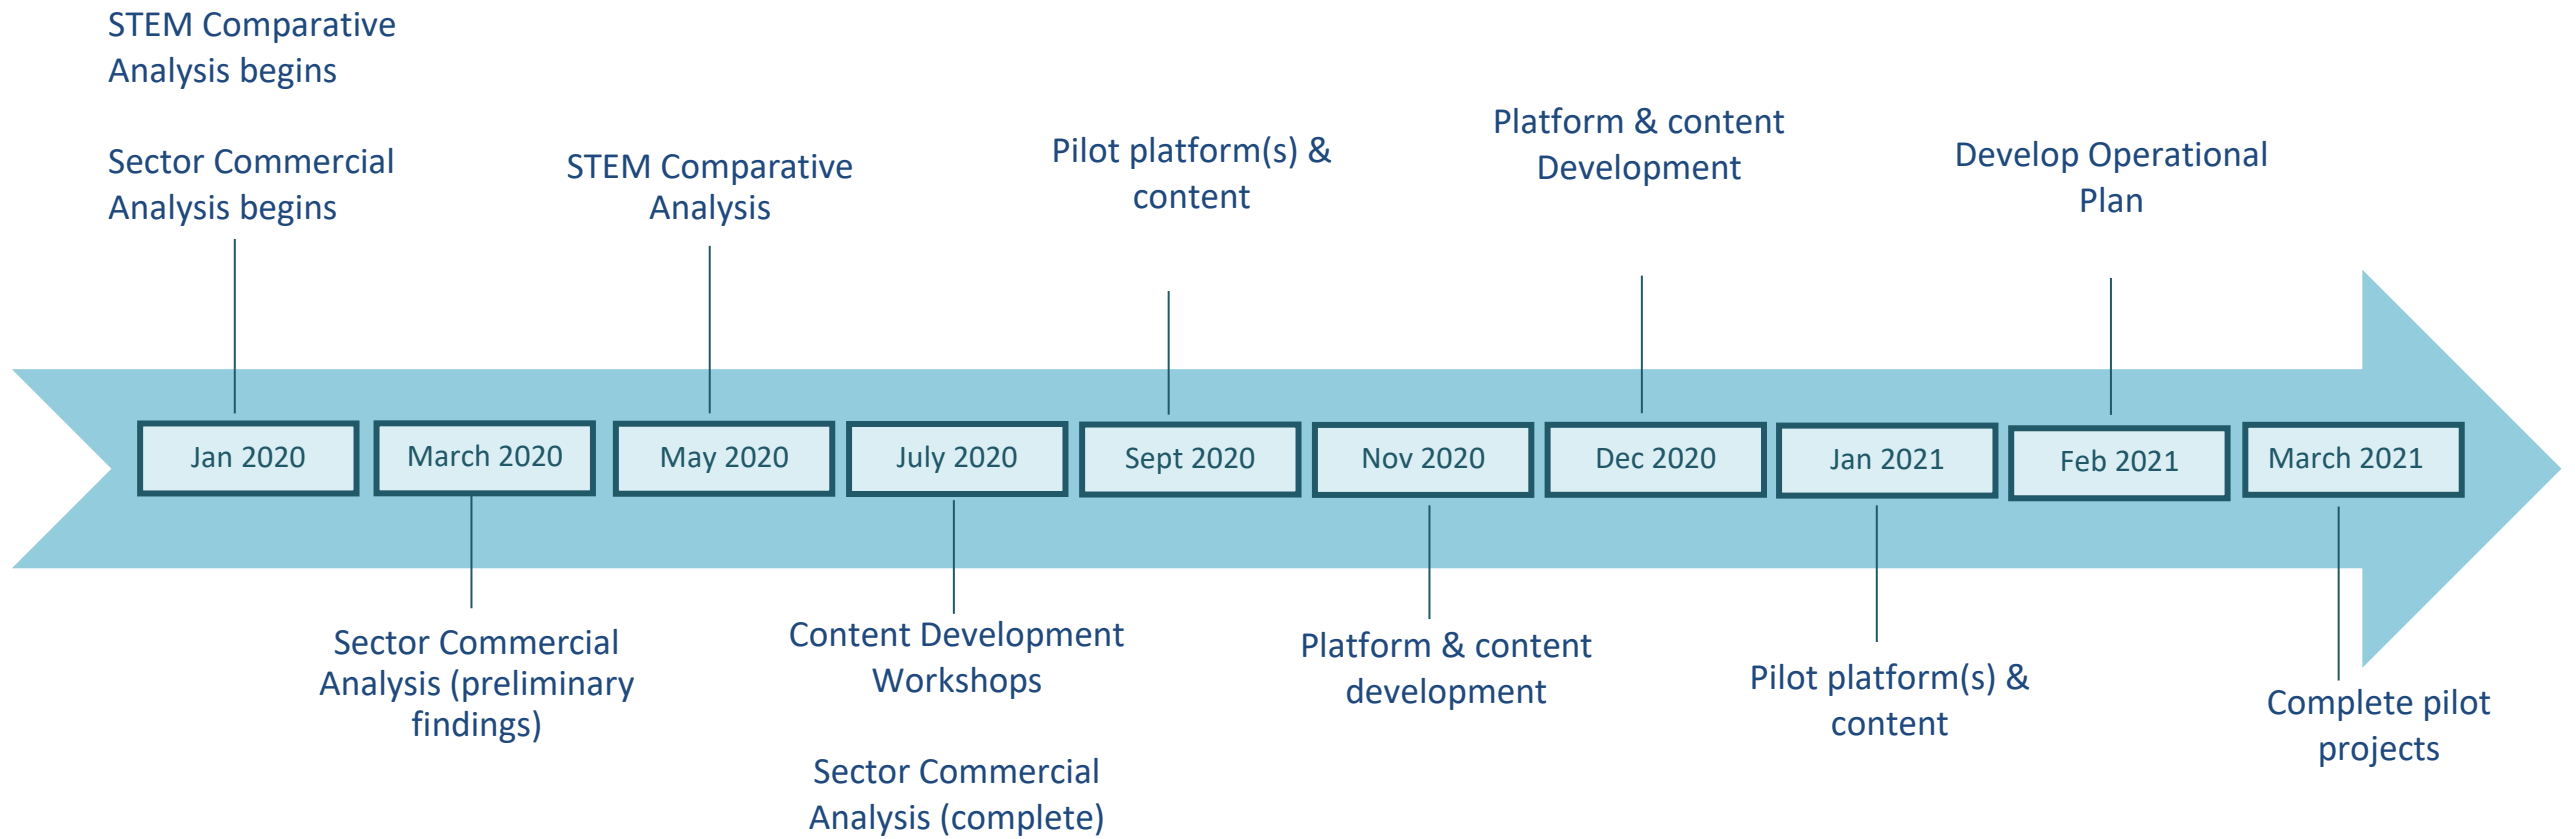 STEM Comparative
Analysis begins
Sector Commercial
Analysis begins
STEM Comparative
Analysis
Pilot platform(s) &
content
Platform & content
Development
Develop Operational
Plan
Jan 2020
March 2020
May 2020
July 2020
Sept 2020
Nov 2020
Dec 2020
Jan 2021
Feb 2021
March 2021
Sector Commercial
Analysis (preliminary
findings)
Content Development
Workshops
Sector Commercial
Analysis (complete)
Platform & content
development
Pilot platform(s) &
content
Complete pilot
projects